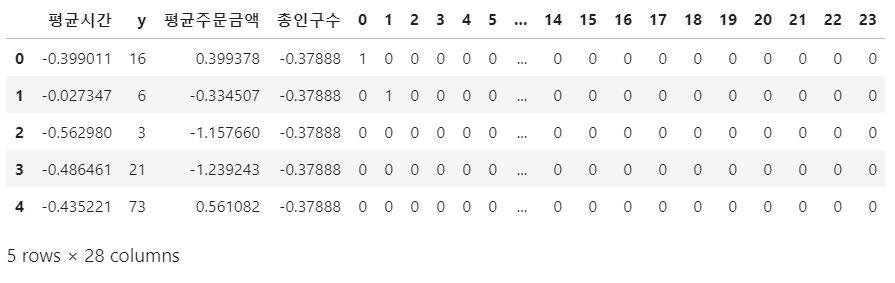 평균시간 y 평균주문금액 총인구수 0 1 2 3 4 5 ... 14 15 16 17 18 19 20 21 22 23
0 -0.399011 16 0.399378 -0.37888 1 0 0 0 0 0 ... 0 0 0 0 0 0 0 0 0 0
1 -0.027347 6 -0.334507 -0.37888 0 1 0 0 0 0 ... 0 0 0 0 0 0 0 0 0 0
2 -0.562980 3 -1.157660 -0.37888 0 0 0 0 0 0 ... 0 0 0 0 0 0 0 0 0 0
3 -0.486461 21 -1.239243 -0.37888 0 0 0 0 0 0 ... 0 0 0 0 0 0 0 0 0 0
4 -0.435221 73 0.561082 -0.37888 0 0 0 0 0 0 ... 0 0 0 0 0 0 0 0 0 0
5 rows × 28 columns